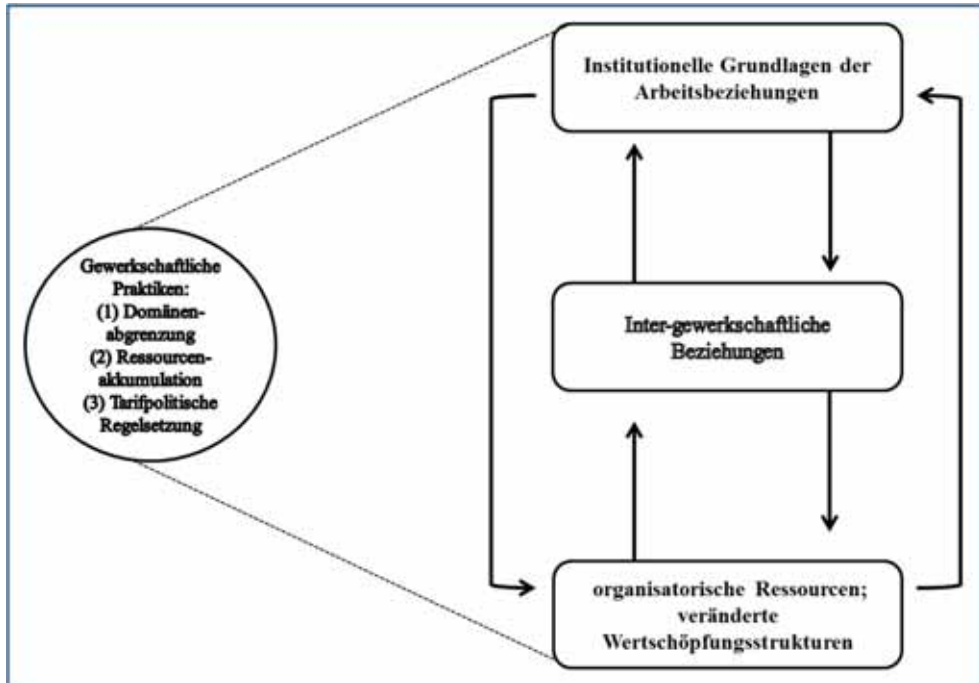 Institutionelle Grundlagen der
Arbeitsbeziehungen
Gewerkschaftliche
Praktiken:
(1) Domänen-
abgrenzung
(2) Ressourcen-
akkumulation
(3) Tarifpolitische
Regelsetzung
Inter-gewerkschaftliche
Beziehungen
organisatorische Ressourcen;
veränderte
Wertschöpfungsstrukturen